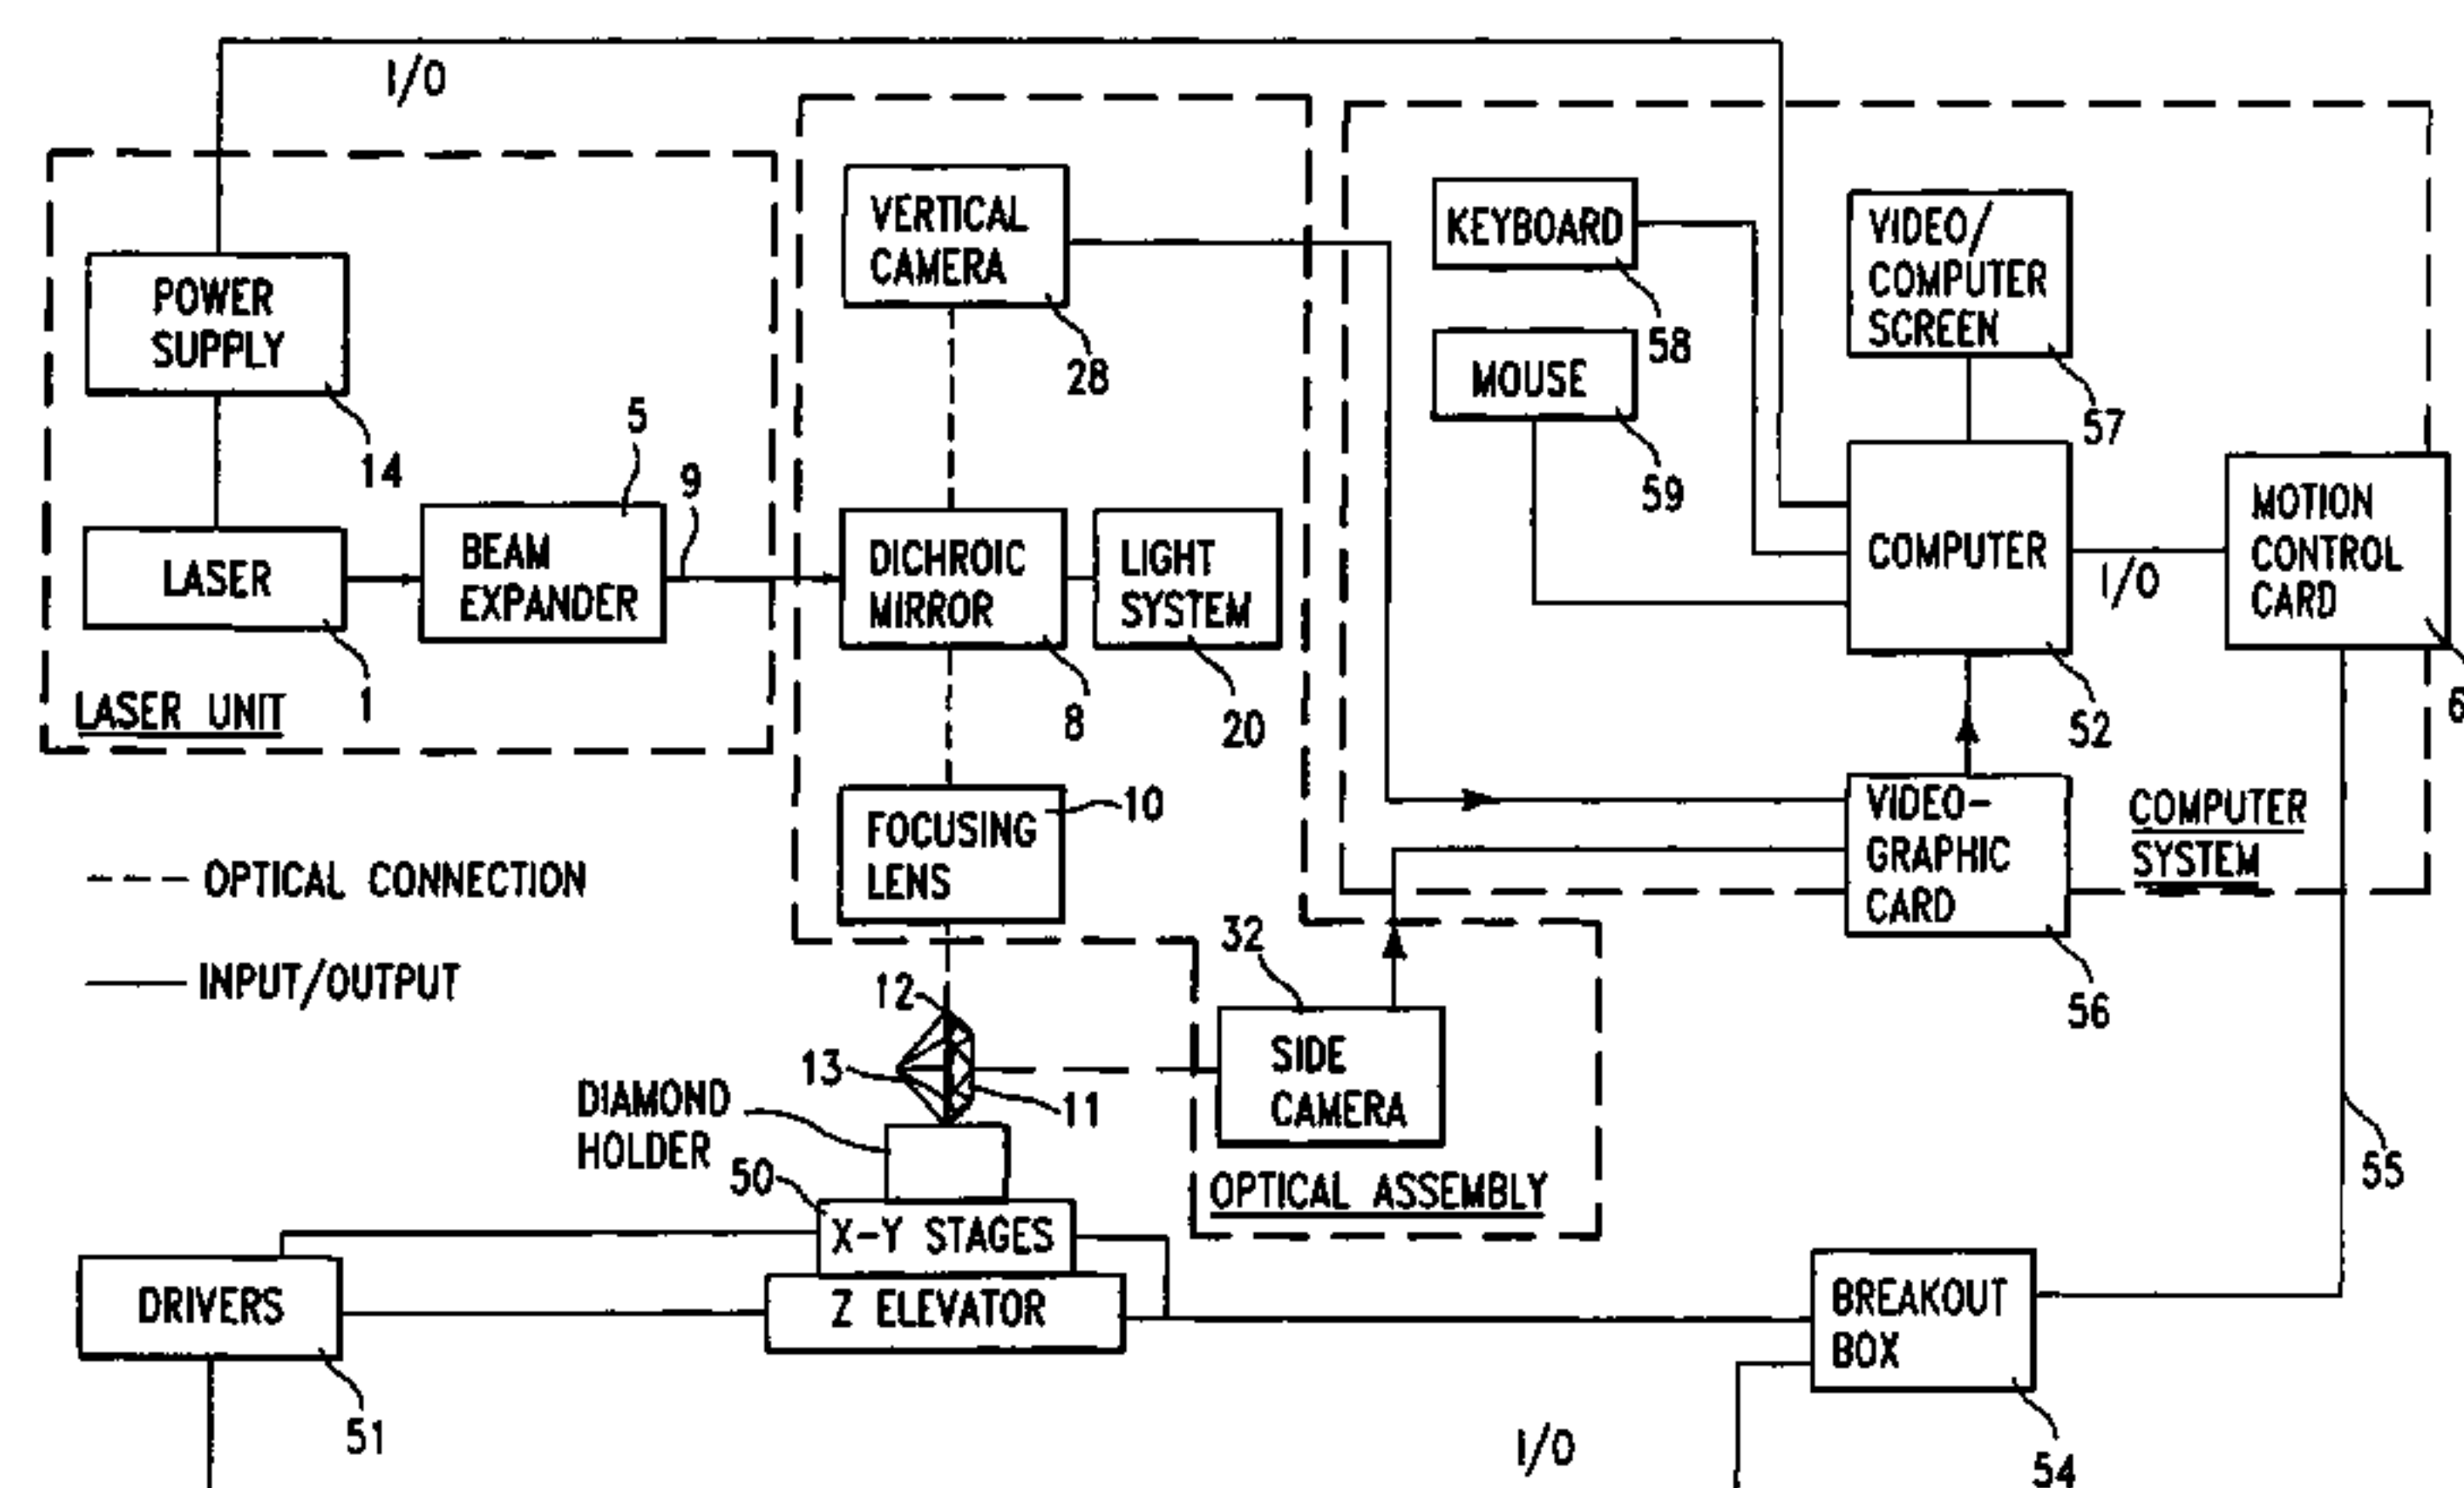 I/O
POWER
SUPPLY
14
LASER
1
LASER UNIT
5
BEAM
EXPANDER
9
VERTICAL
CAMERA
28
DICHROIC
MIRROR
8
LIGHT
SYSTEM
20
FOCUSING
LENS
10
KEYBOARD
58
MOUSE
59
VIDEO/
COMPUTER
SCREEN
57
COMPUTER
52
I/O
MOTION
CONTROL
CARD
VIDEO-
GRAPHIC
CARD
56
COMPUTER
SYSTEM
OPTICAL CONNECTION
INPUT/OUTPUT
12
13
11
DIAMOND
HOLDER
32
SIDE
CAMERA
OPTICAL ASSEMBLY
50
X-Y STAGES
Z ELEVATOR
DRIVERS
51
BREAKOUT
BOX
54
55
I/O